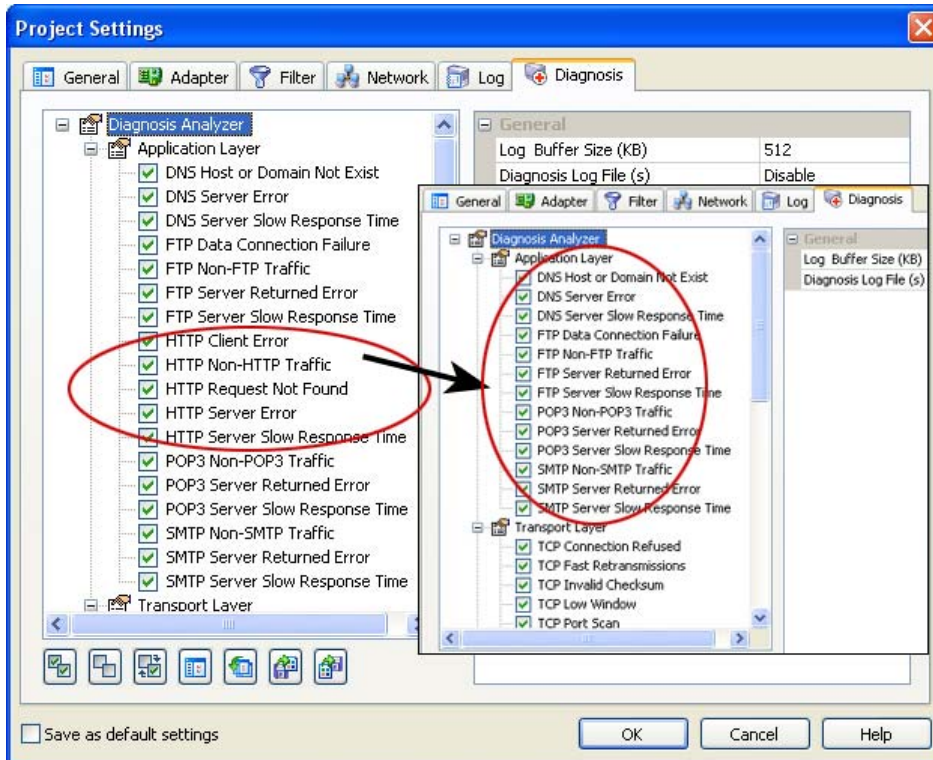 Project Settings
General Adapter Filter Network Log Diagnosis
Diagnosis Analyzer
Application Layer
DNS Host or Domain Not Exist
DNS Server Error
DNS Server Slow Response Time
FTP Data Connection Failure
FTP Non-FTP Traffic
FTP Server Returned Error
FTP Server Slow Response Time
HTTP Client Error
HTTP Non-HTTP Traffic
HTTP Request Not Found
HTTP Server Error
HTTP Server Slow Response Time
POP3 Non-POP3 Traffic
POP3 Server Returned Error
POP3 Server Slow Response Time
SMTP Non-SMTP Traffic
SMTP Server Returned Error
SMTP Server Slow Response Time
Transport Layer
General
Log Buffer Size (KB) 512
Diagnosis Log File (s) Disable
General Adapter Filter Network Log Diagnosis
Diagnosis Analyzer
Application Layer
DNS Host or Domain Not Exist
DNS Server Error
DNS Server Slow Response Time
FTP Data Connection Failure
FTP Non-FTP Traffic
FTP Server Returned Error
FTP Server Slow Response Time
POP3 Non-POP3 Traffic
POP3 Server Returned Error
POP3 Server Slow Response Time
SMTP Non-SMTP Traffic
SMTP Server Returned Error
SMTP Server Slow Response Time
Transport Layer
TCP Connection Refused
TCP Fast Retransmissions
TCP Invalid Checksum
TCP Low Window
TCP Port Scan
General
Log Buffer Size (KB)
Diagnosis Log File (s)
Save as default settings
OK Cancel Help